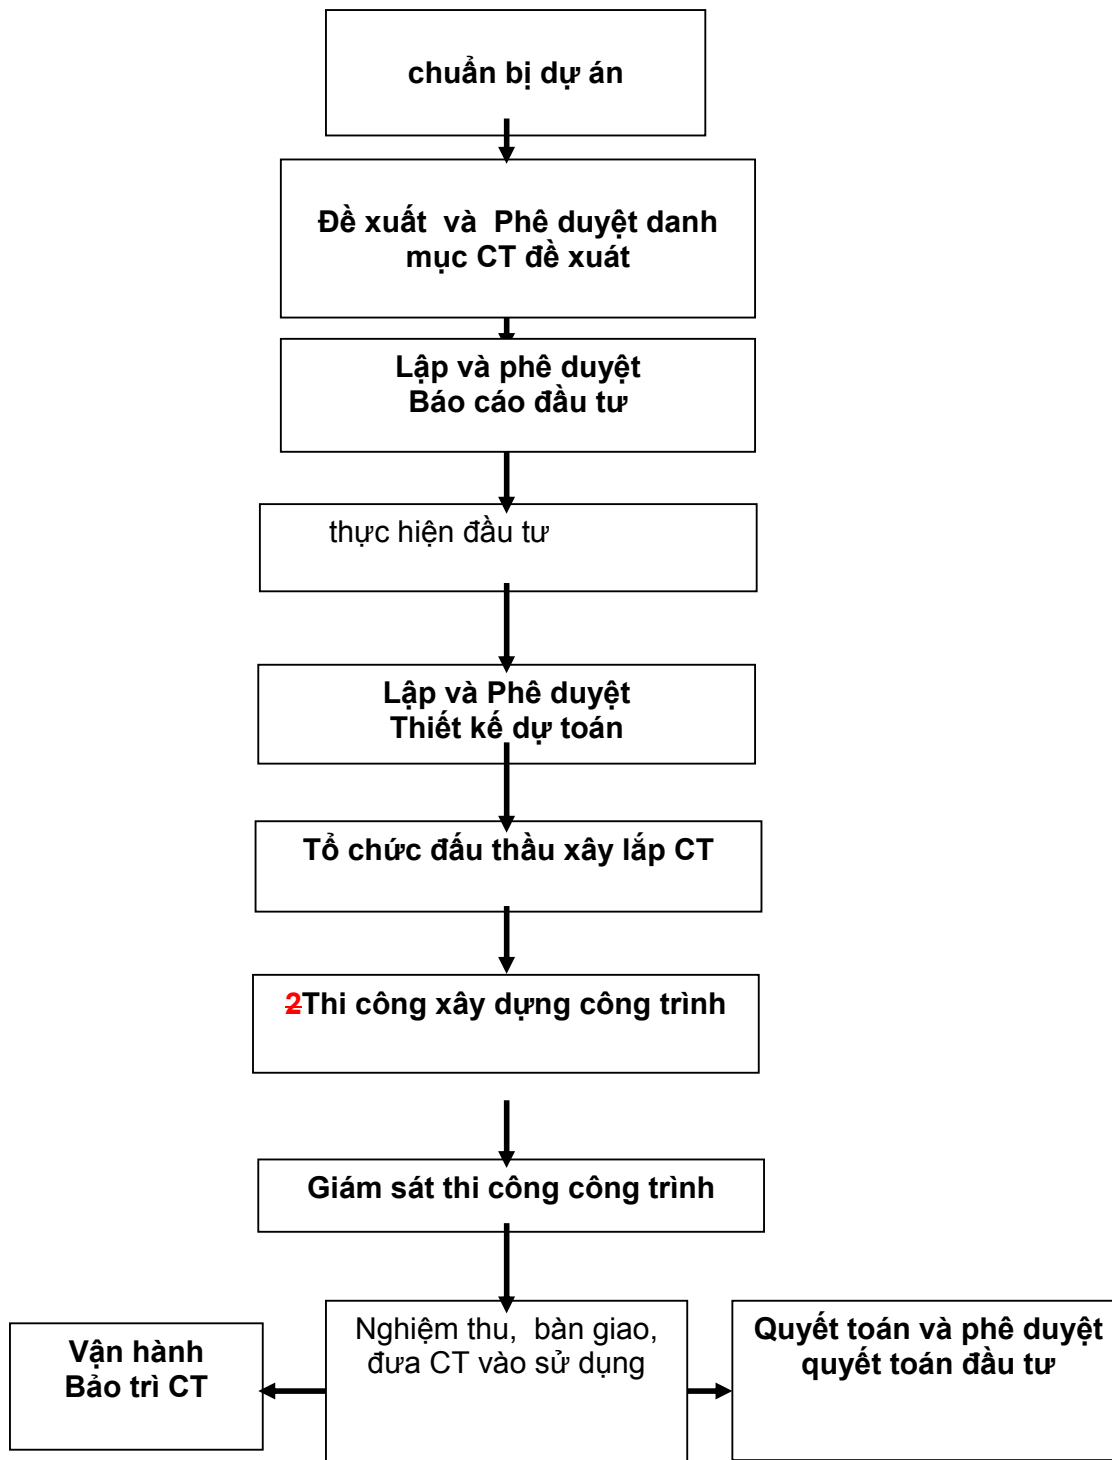 chuẩn bị dự án
Đề xuất và Phê duyệt danh
mục CT đề xuát
Lập và phê duyệt
Báo cáo đầu tư
thực hiện đầu tư
Lập và Phê duyệt
Thiết kế dự toán
Tổ chức đấu thầu xây lắp CT
2Thi công xây dựng công trình
Giám sát thi công công trình
Vận hành
Bảo trì CT
Nghiệm thu, bàn giao,
đưa CT vào sử dụng
Quyết toán và phê duyệt
quyết toán đầu tư